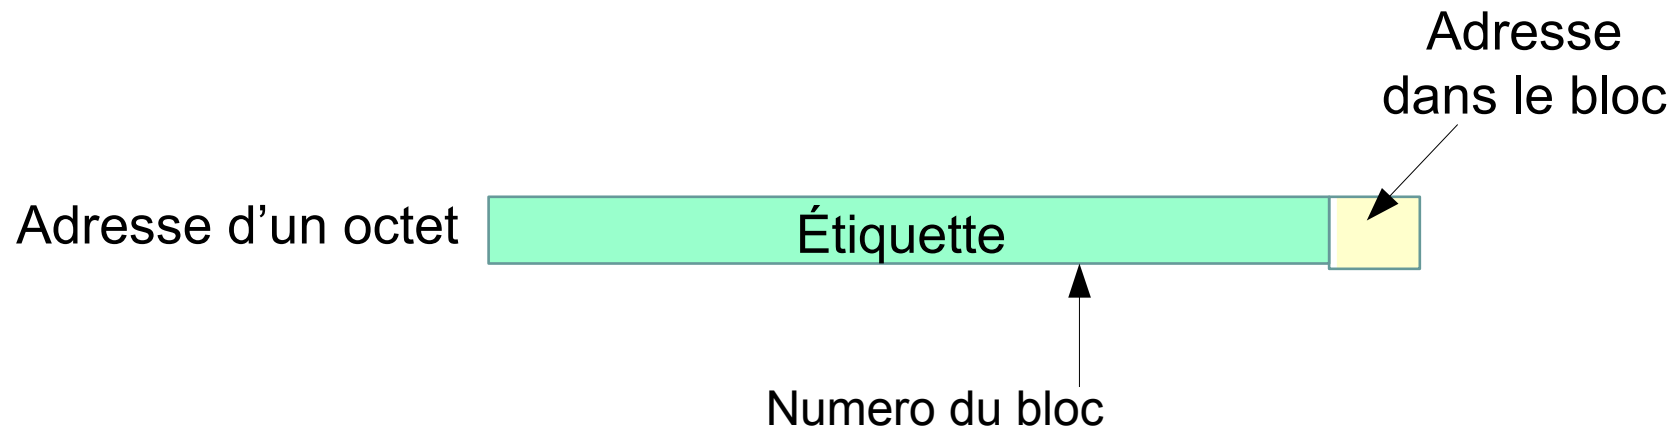 Adresse
dans le bloc
Adresse d’un octet
Étiquette
Numero du bloc